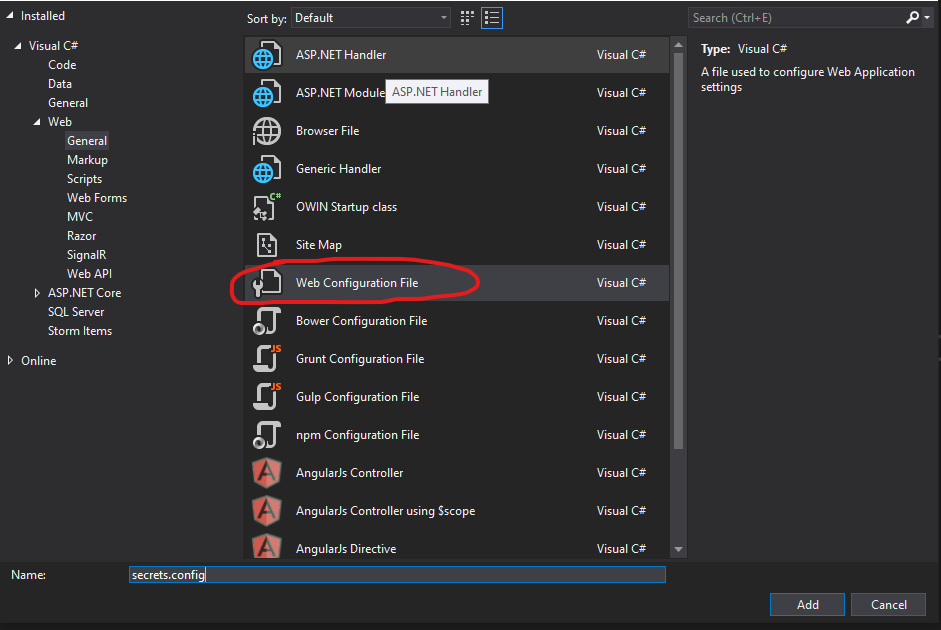 Installed
Visual C#
Code
Data
General
Web
General
Markup
Scripts
Web Forms
MVC
Razor
SignalR
Web API
ASP.NET Core
SQL Server
Storm Items
Online
Sort by: Default
ASP.NET Handler Visual C#
ASP.NET Module Visual C#
ASP.NET Handler
Browser File Visual C#
Generic Handler Visual C#
C#
OWIN Startup class Visual C#
Site Map Visual C#
Web Configuration File Visual C#
Bower Configuration File Visual C#
JS
Grunt Configuration File Visual C#
JS
Gulp Configuration File Visual C#
npm Configuration File Visual C#
A
AngularJs Controller Visual C#
A
AngularJs Controller using $scope Visual C#
A
AngularJs Directive Visual C#
Search (Ctrl+E)
Type: Visual C#
A file used to configure Web Application
settings
Name: secrets.config
Add Cancel